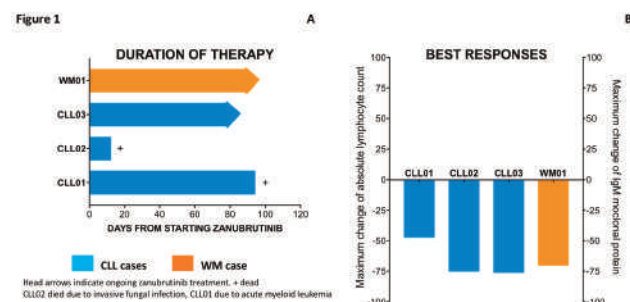 Figure 1
A
B
DURATION OF THERAPY
WM01
CLL03
CLL02
+
CLL01
+
0 20 40 60 80 100 120
DAYS FROM STARTING ZANUBRUTINIB
CLL cases
WM case
Head arrows indicate ongoing zanubrutinib treatment. + dead
CLL02 died due to invasive fungal infection, CLL01 due to acute myeloid leukemia
BEST RESPONSES
Maximum change of absolute lymphocyte count
100
75
50
25
0
-25
-50
-75
-100
CLL01 CLL02 CLL03 WM01
100
75
50
25
0
-25
-50
-75
-100
Maximum change of IgM moclonal protein